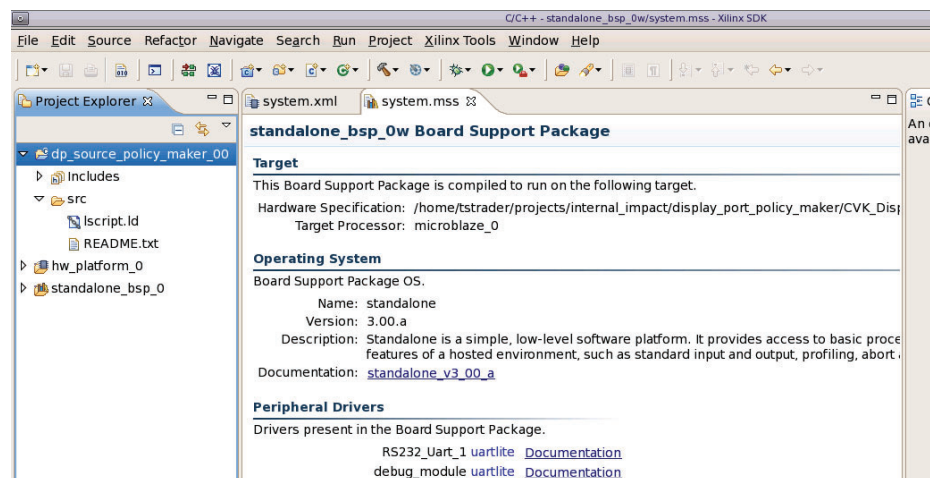 C/C++ - standalone_bsp_0w/system.mss - Xilinx SDK
File Edit Source Refactor Navigate Search Run Project Xilinx Tools Window Help
Project Explorer
system.xml system.mss
dp_source_policy_maker_00
Includes
src
lscript.ld
README.txt
hw_platform_0
standalone_bsp_0
standalone_bsp_0w Board Support Package
Target
This Board Support Package is compiled to run on the following target.
Hardware Specification: /home/tstrader/projects/internal_impact/display_port_policy_maker/CVK_Disp
Target Processor: microblaze_0
Operating System
Board Support Package OS.
Name: standalone
Version: 3.00.a
Description: Standalone is a simple, low-level software platform. It provides access to basic proce
features of a hosted environment, such as standard input and output, profiling, abort
Documentation: standalone_v3_00_a
Peripheral Drivers
Drivers present in the Board Support Package.
RS232_Uart_1 uartlite Documentation
debug_module uartlite Documentation
An
ava